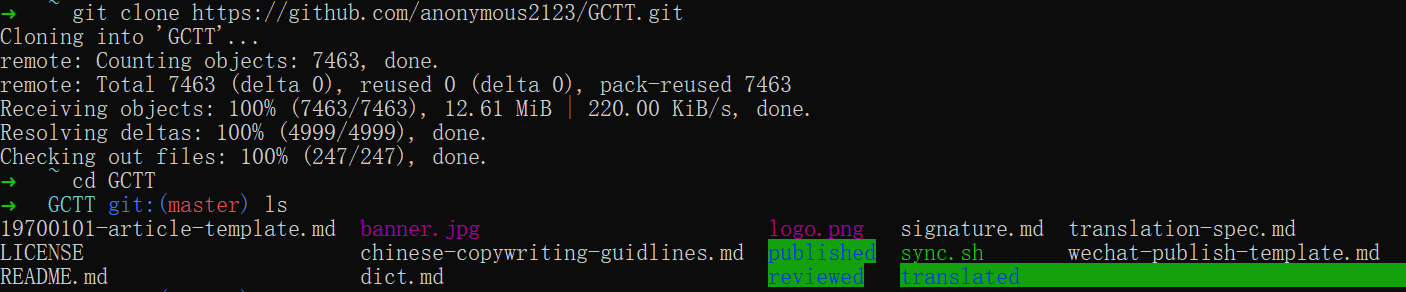 ➜ ~ git clone https://github.com/anonymous2123/GCTT.git
Cloning into 'GCTT'...
remote: Counting objects: 7463, done.
remote: Total 7463 (delta 0), reused 0 (delta 0), pack-reused 7463
Receiving objects: 100% (7463/7463), 12.61 MiB | 220.00 KiB/s, done.
Resolving deltas: 100% (4999/4999), done.
Checking out files: 100% (247/247), done.
➜ ~ cd GCTT
➜ GCTT git:(master) ls
19700101-article-template.md banner.jpg logo.png signature.md translation-spec.md
LICENSE chinese-copywriting-guidlines.md published sync.sh wechat-publish-template.md
README.md dict.md reviewed translated